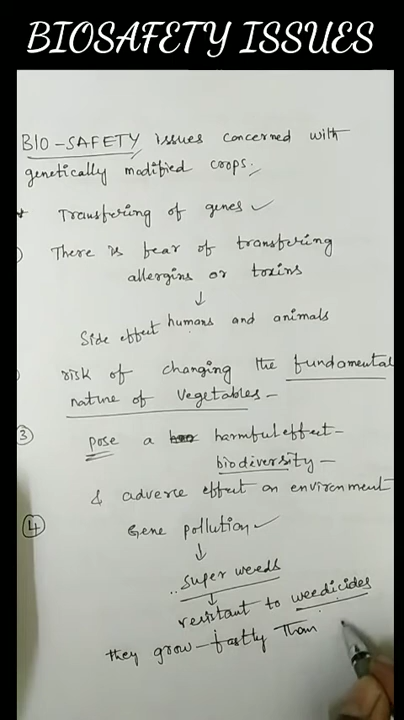 BIOSAFETY ISSUES
BIO-SAFETY issues concerned with
genetically modified crops.
* Transfering of genes ✓
) There is fear of transfering
allergins or toxins
↓
Side effect humans and animals
) risk of changing the fundamental
nature of vegetables -
③ pose a harmful effect -
biodiversity -
& adverse effect on environment
④ Gene pollution ✓
↓
.. super weeds
↓
resistant to weedicides
they grow fastly than